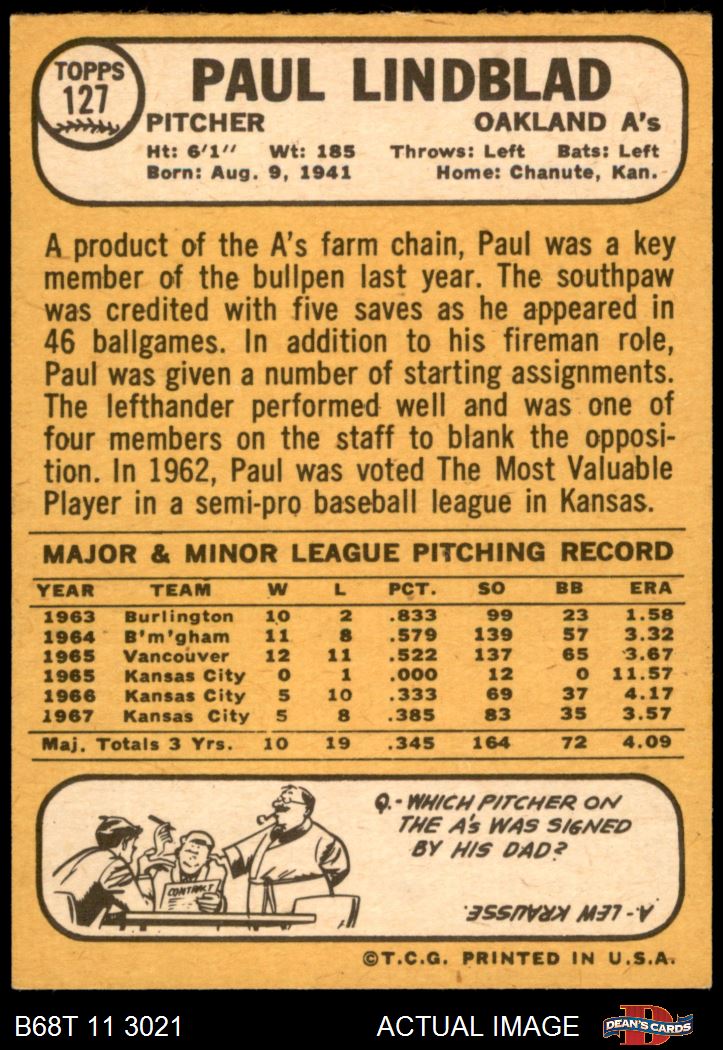 TOPPS
127
PAUL LINDBLAD
PITCHER OAKLAND A's
Ht: 6'1" Wt: 185 Throws: Left Bats: Left
Born: Aug. 9, 1941 Home: Chanute, Kan.
A product of the A's farm chain, Paul was a key
member of the bullpen last year. The southpaw
was credited with five saves as he appeared in
46 ballgames. In addition to his fireman role,
Paul was given a number of starting assignments.
The lefthander performed well and was one of
four members on the staff to blank the opposi-
tion. In 1962, Paul was voted The Most Valuable
Player in a semi-pro baseball league in Kansas.
MAJOR & MINOR LEAGUE PITCHING RECORD
YEAR TEAM W L PCT. SO BB ERA
1963 Burlington 10 2 .833 99 23 1.58
1964 B'm'gham 11 8 .579 139 57 3.32
1965 Vancouver 12 11 .522 137 65 3.67
1965 Kansas City 0 1 .000 12 0 11.57
1966 Kansas City 5 10 .333 69 37 4.17
1967 Kansas City 5 8 .385 83 35 3.57
Maj. Totals 3 Yrs. 10 19 .345 164 72 4.09
CONTRACT
Q.-WHICH PITCHER ON
THE A's WAS SIGNED
BY HIS DAD?
A.-LEW KRAUSSE.
©T.C.G. PRINTED IN U.S.A.
B68T 11 3021 ACTUAL IMAGE
D
DEAN'S CARDS